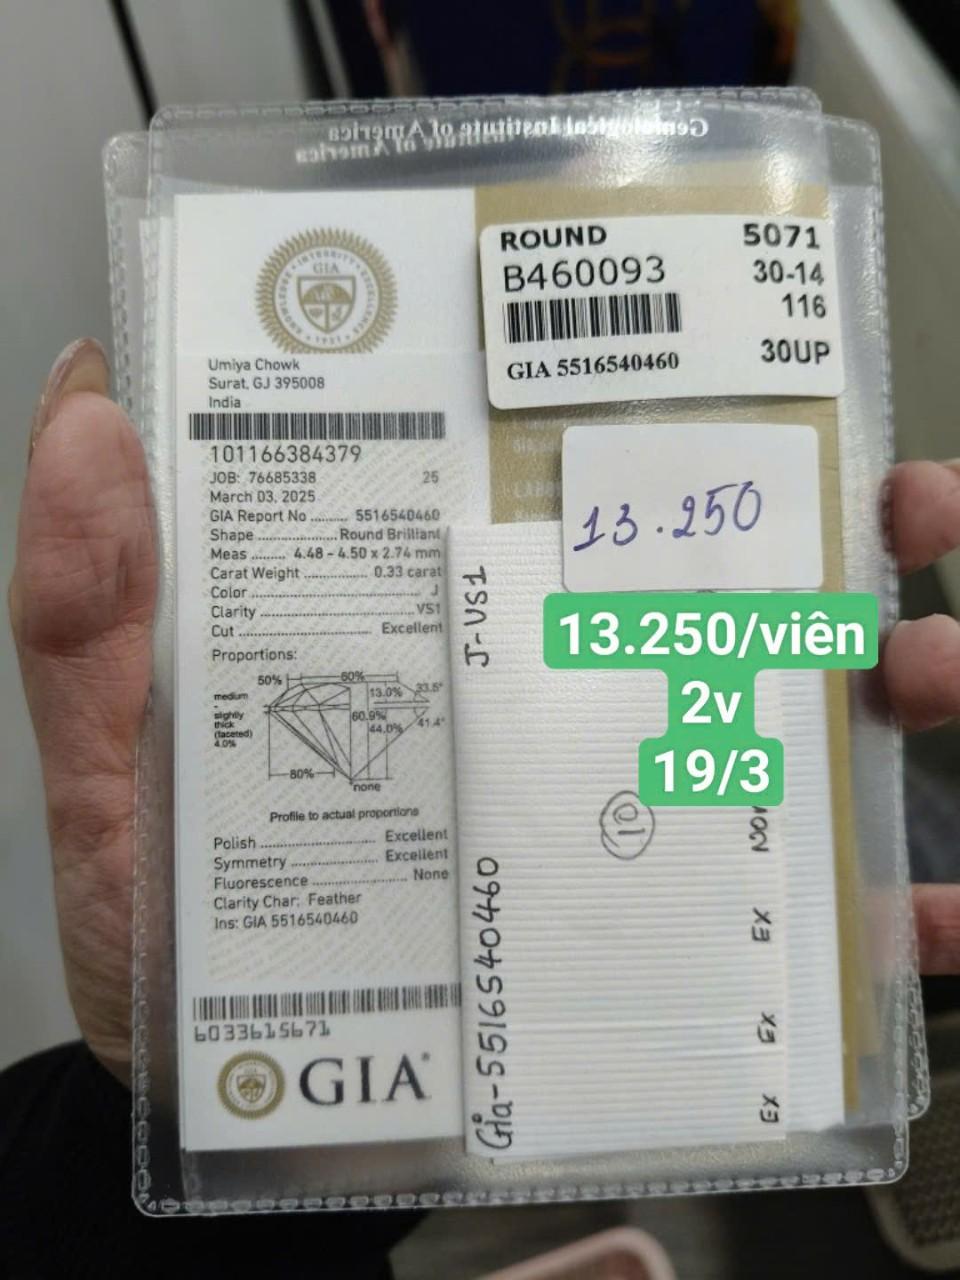 Gemological Institute of America
Institute of America
GIA
ROUND 5071
B460093 30-14
116
GIA 5516540460 30UP
Umiya Chowk
Surat, GJ 395008
India
101166384379
JOB: 76685338 25
March 03, 2025
GIA Report No .......... 5516540460
Shape .................... Round Brilliant
Meas ......... 4.48 - 4.50 x 2.74 mm
Carat Weight ................. 0.33 carat
Color ........................................ J
Clarity ..................................... VS1
Cut ............................... Excellent
Proportions:
50% 60%
medium
-
slightly
thick
(faceted)
4.0%
13.0% 33.5°
60.9%
44.0% 41.4°
80%
none
Profile to actual proportions
Polish ........................ Excellent
Symmetry ................ Excellent
Fluorescence .................. None
Clarity Char: Feather
Ins: GIA 5516540460
6033615671
GIA®
13.250
J-VS1
Gia-5516540460
10
EX EX EX Non
13.250/viên
2v
19/3